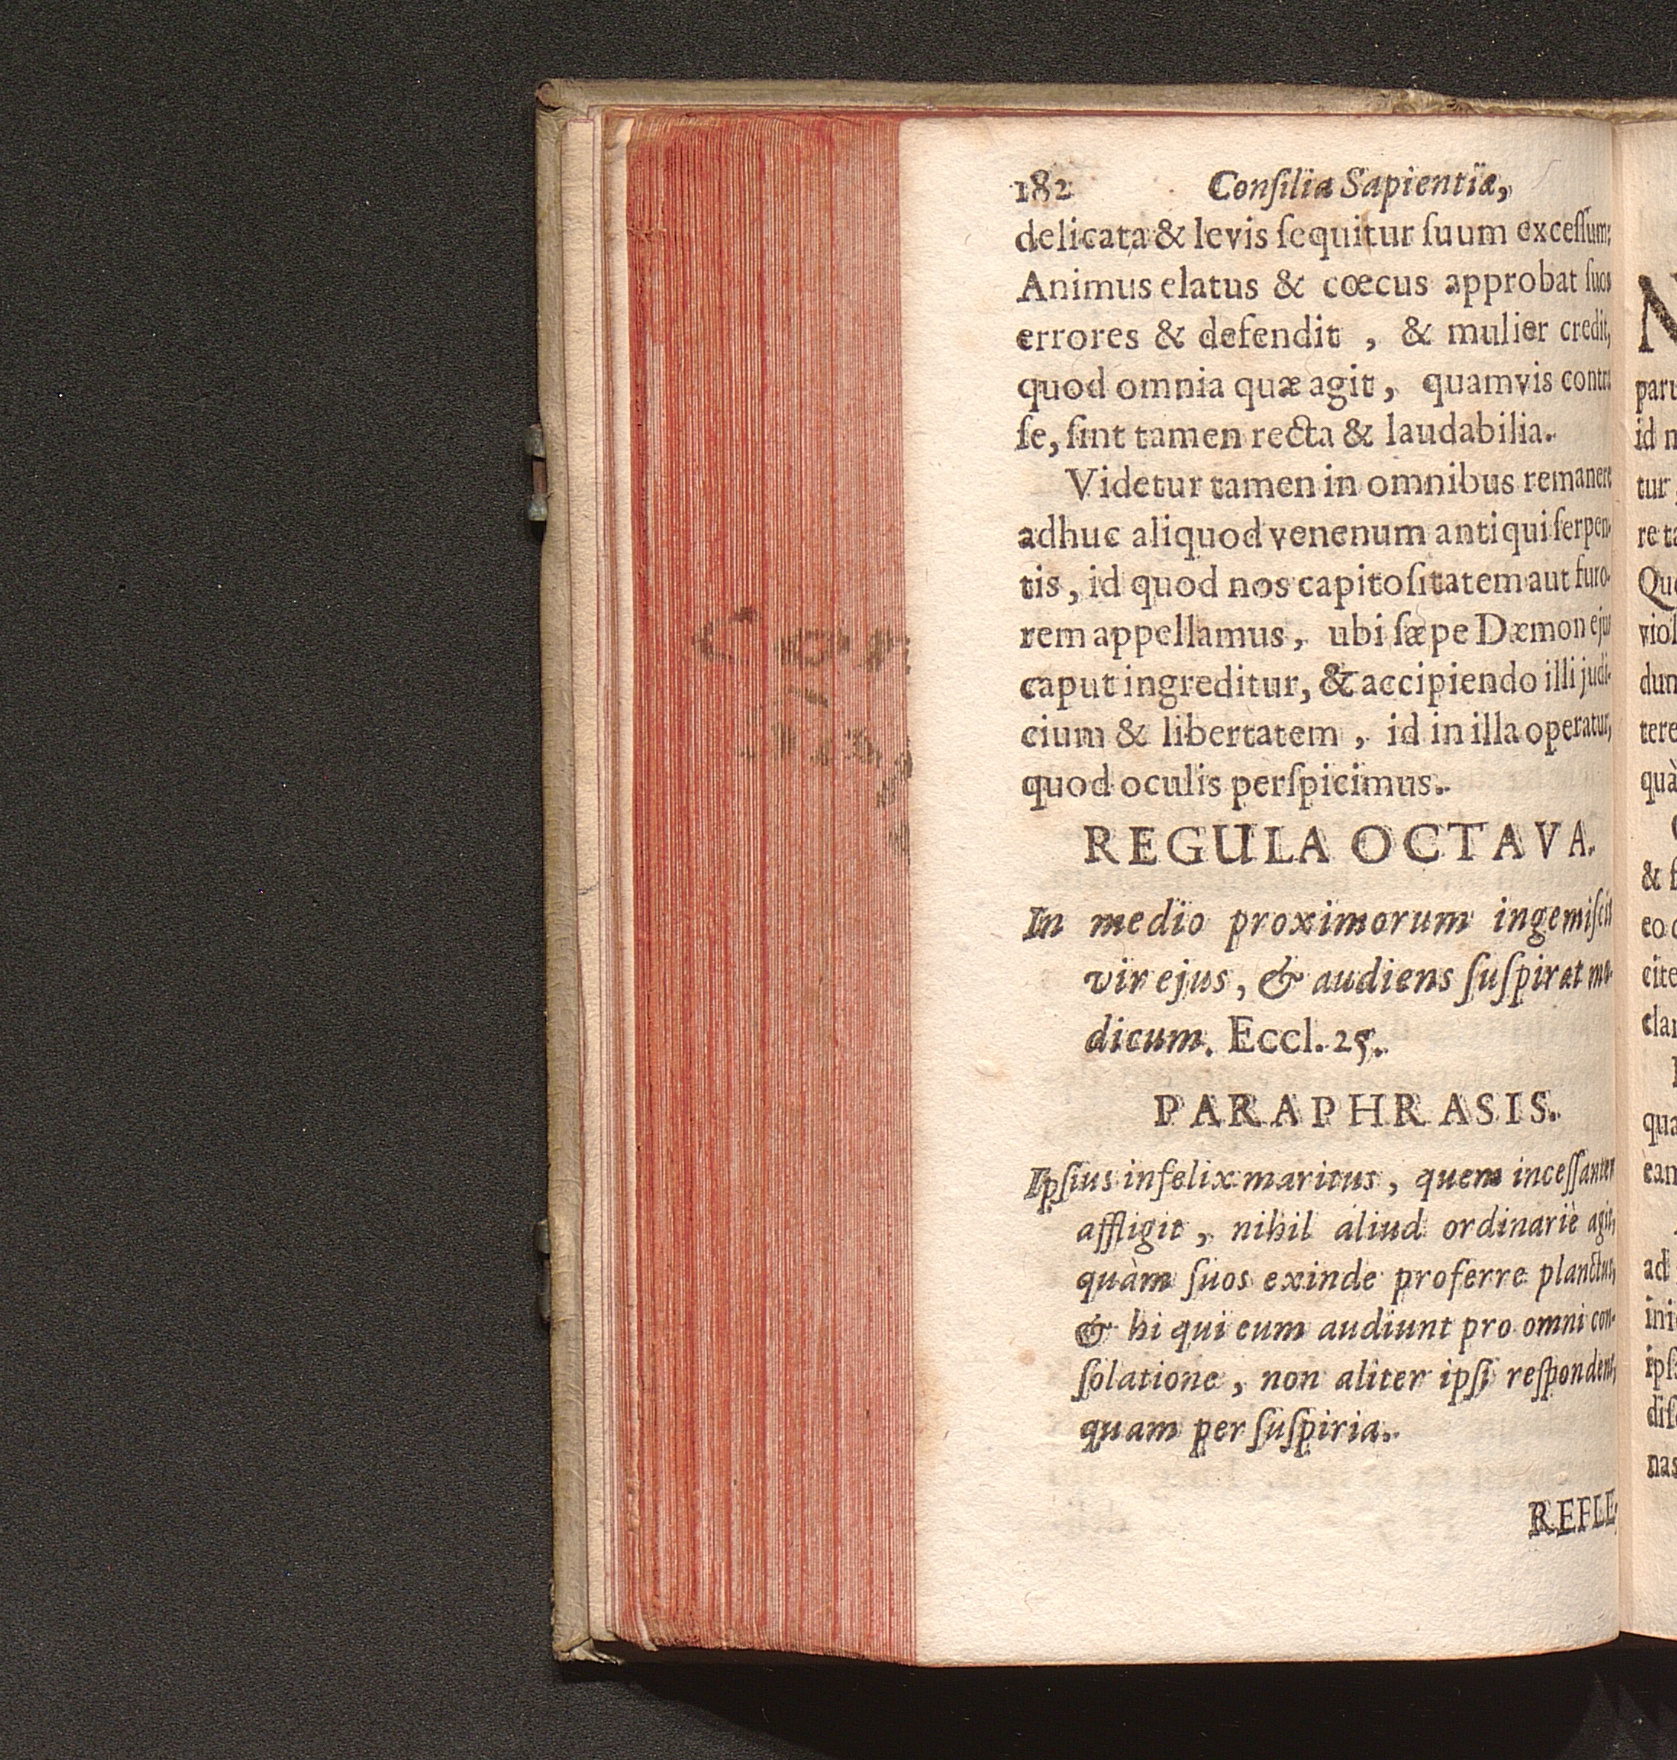 182 Conſilia Sapientiæ,
delicata & levis ſequitur ſuum exceſſum:
Animus elatus & cœcus approbat ſuos
errores & defendit, & mulier credit,
quod omnia quæ agit, quamvis contra
ſe, ſint tamen recta & laudabilia.
Videtur tamen in omnibus remanere
adhuc aliquod venenum antiqui ſerpen-
tis, id quod nos capitoſitatem aut furo-
rem appellamus, ubi ſæpe Dæmon ejus
caput ingreditur, & accipiendo illi judi-
cium & libertatem, id in illa operatur,
quod oculis perſpicimus.
REGULA OCTAVA.
In medio proximorum ingemiſcit
vir ejus, & audiens ſuſpirat mo-
dicum. Eccl. 25.
PARAPHRASIS.
Ipſius infelix maritus, quem inceſſanter
affligit, nihil aliud ordinariè agit,
quàm ſuos exinde proferre planctus,
& hi qui eum audiunt pro omni con-
ſolatione, non aliter ipſi reſpondent,
quam per ſuſpiria.
REFLE-